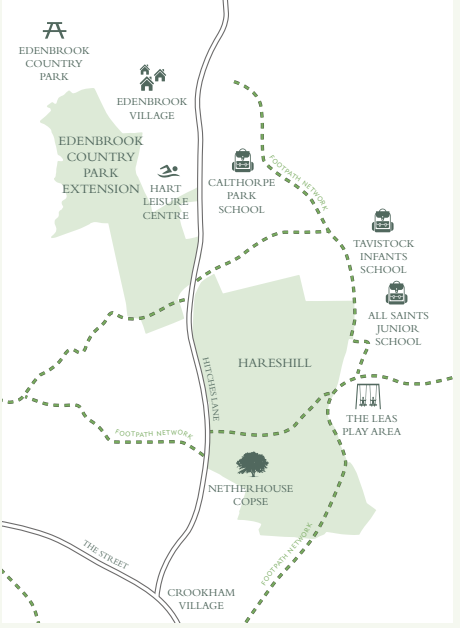 EDENBROOK
COUNTRY
PARK
EDENBROOK
VILLAGE
EDENBROOK
COUNTRY
PARK
EXTENSION
HART
LEISURE
CENTRE
CALTHORPE
PARK
SCHOOL
FOOTPATH NETWORK
TAVISTOCK
INFANTS
SCHOOL
ALL SAINTS
JUNIOR
SCHOOL
HARESHILL
HITCHES LANE
THE LEAS
PLAY AREA
FOOTPATH NETWORK
NETHERHOUSE
COPSE
THE STREET
FOOTPATH NETWORK
CROOKHAM
VILLAGE